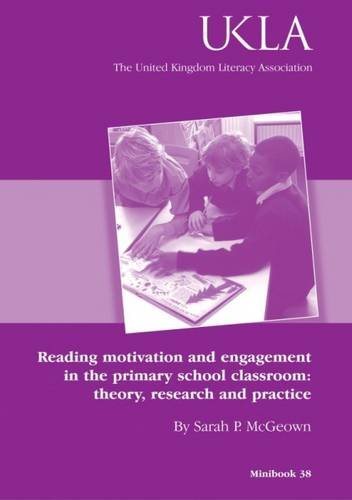 UKLA
The United Kingdom Literacy Association
Reading motivation and engagement
in the primary school classroom:
theory, research and practice
By Sarah P. McGeown
Minibook 38